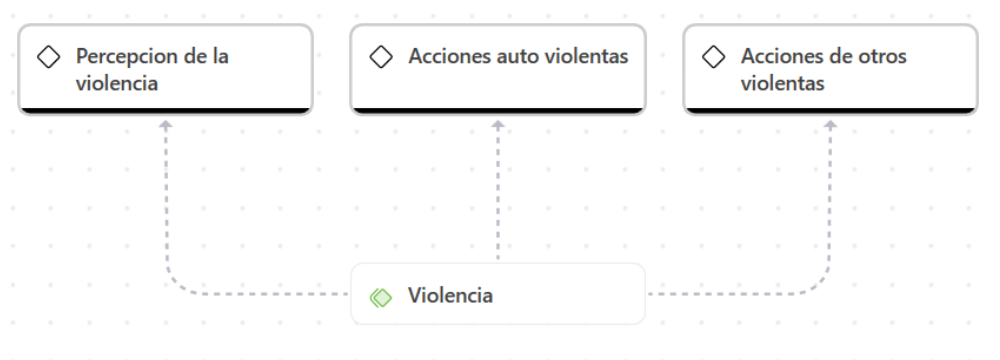 Percepcion de la
violencia
Acciones auto violentas
Acciones de otros
violentas
Violencia